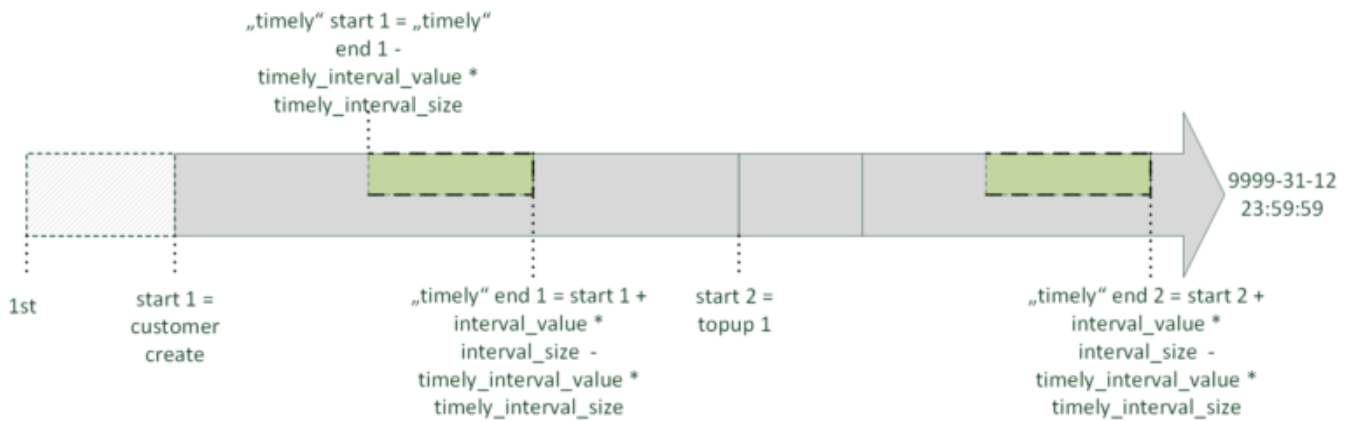 „timely“ start 1 = „timely“
end 1 -
timely_interval_value *
timely_interval_size
9999-31-12
23:59:59
1st
start 1 =
customer
create
„timely“ end 1 = start 1 +
interval_value *
interval_size -
timely_interval_value *
timely_interval_size
start 2 =
topup 1
„timely“ end 2 = start 2 +
interval_value *
interval_size -
timely_interval_value *
timely_interval_size